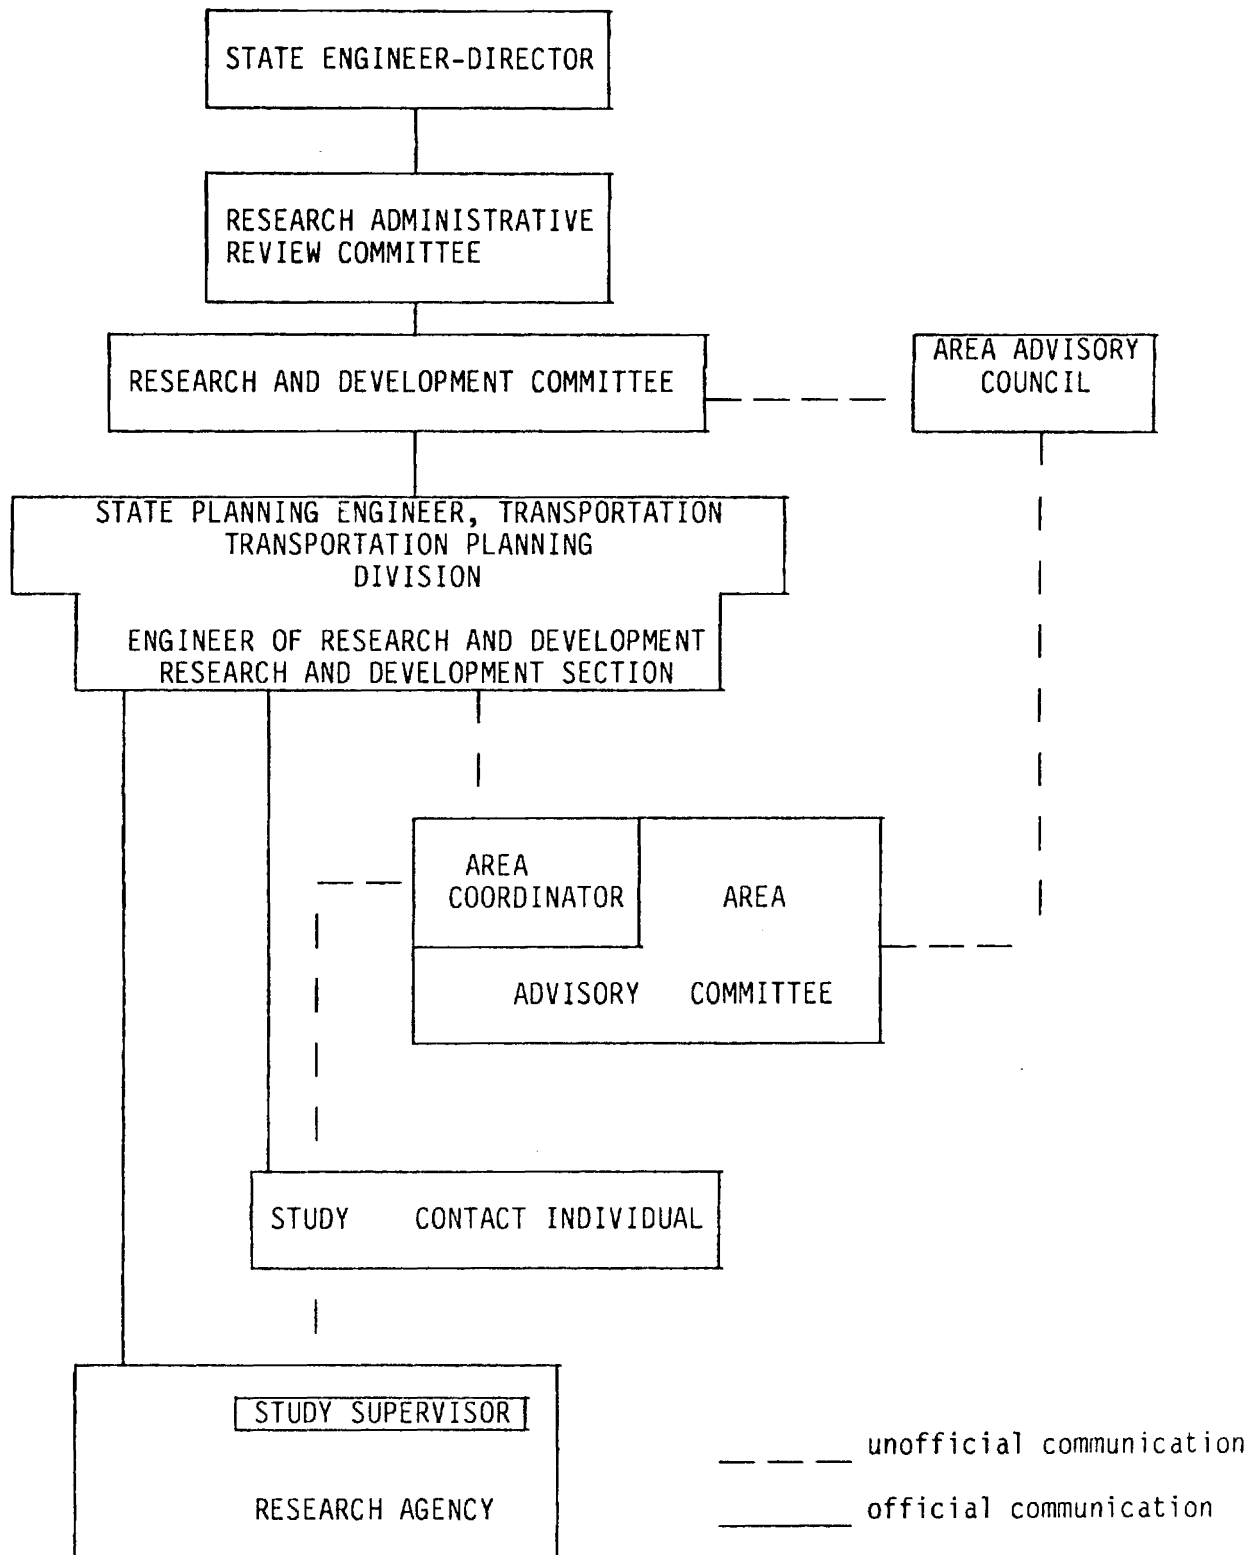 STATE ENGINEER-DIRECTOR
RESEARCH ADMINISTRATIVE
REVIEW COMMITTEE
RESEARCH AND DEVELOPMENT COMMITTEE
AREA ADVISORY
COUNCIL
STATE PLANNING ENGINEER, TRANSPORTATION
TRANSPORTATION PLANNING
DIVISION
ENGINEER OF RESEARCH AND DEVELOPMENT
RESEARCH AND DEVELOPMENT SECTION
AREA
COORDINATOR
AREA
ADVISORY COMMITTEE
STUDY CONTACT INDIVIDUAL
STUDY SUPERVISOR
RESEARCH AGENCY
unofficial communication
official communication